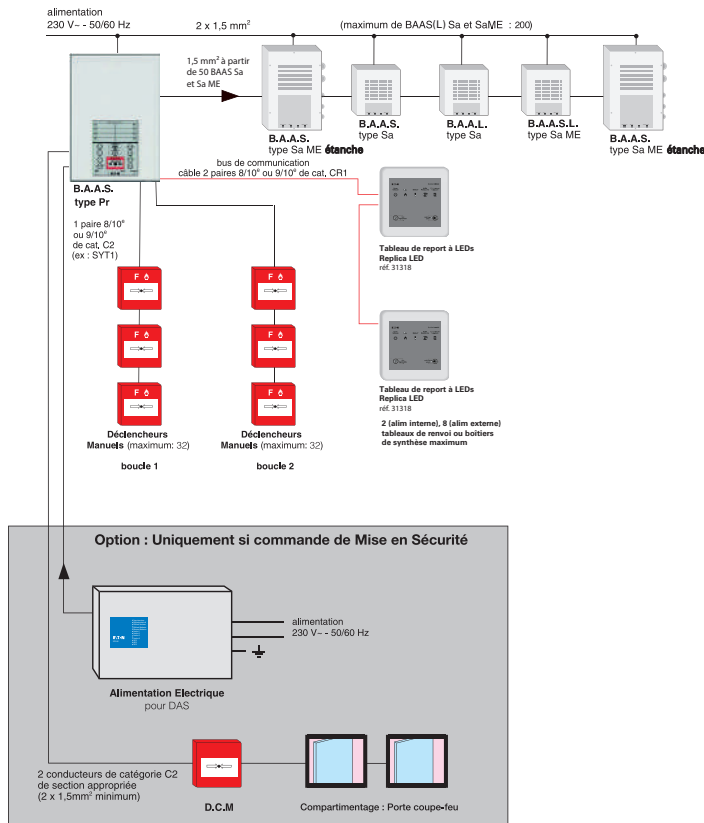 alimentation
230 V~ - 50/60 Hz
2 x 1,5 mm²
(maximum de BAAS(L) Sa et SaME : 200)
1,5 mm² à partir
de 50 BAAS Sa
et Sa ME
B.A.A.S.
type Sa ME étanche
B.A.A.S.
type Sa
B.A.A.L.
type Sa
B.A.A.S.L.
type Sa ME
B.A.A.S.
type Sa ME étanche
bus de communication
câble 2 paires 8/10° ou 9/10° de cat, CR1
B.A.A.S.
type Pr
1 paire 8/10°
ou 9/10°
de cat, C2
(ex : SYT1)
Tableau de report à LEDs
Replica LED
réf. 31318
F
F
F
F
F
F
Tableau de report à LEDs
Replica LED
réf. 31318
2 (alim interne), 8 (alim externe)
tableaux de renvoi ou boîtiers
de synthèse maximum
Déclencheurs
Manuels (maximum: 32)
boucle 1
Déclencheurs
Manuels (maximum: 32)
boucle 2
Option : Uniquement si commande de Mise en Sécurité
alimentation
230 V~ - 50/60 Hz
Alimentation Electrique
pour DAS
2 conducteurs de catégorie C2
de section appropriée
(2 x 1,5mm² minimum)
D.C.M
Compartimentage : Porte coupe-feu